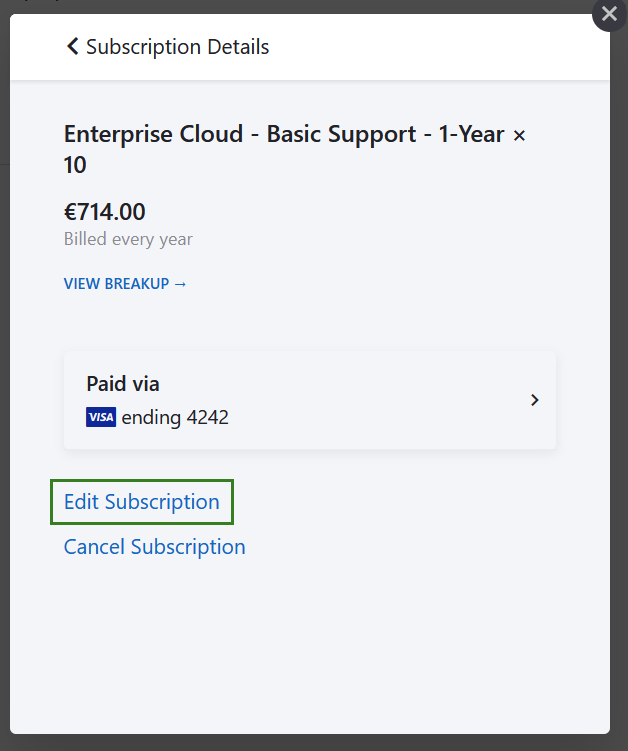 Subscription Details
Enterprise Cloud - Basic Support - 1-Year ×
10
€714.00
Billed every year
VIEW BREAKUP →
Paid via
VISA ending 4242
Edit Subscription
Cancel Subscription